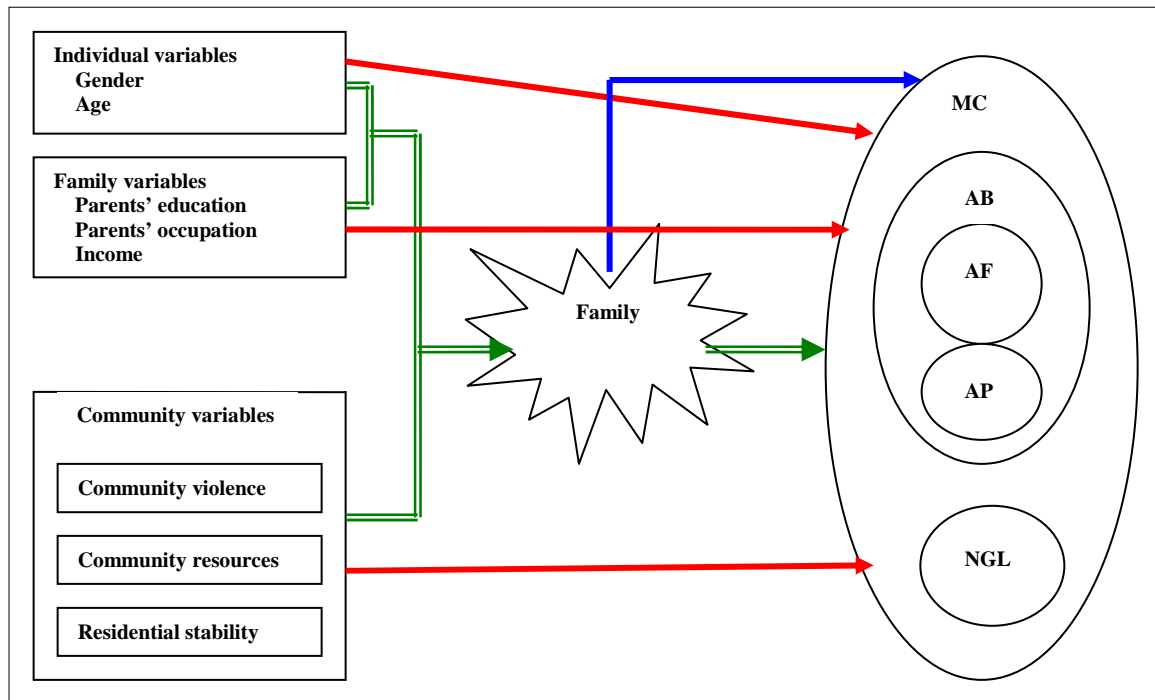 Individual variables
Gender
Age
Family variables
Parents’ education
Parents’ occupation
Income
Community variables
Community violence
Community resources
Residential stability
Family
MC
AB
AF
AP
NGL